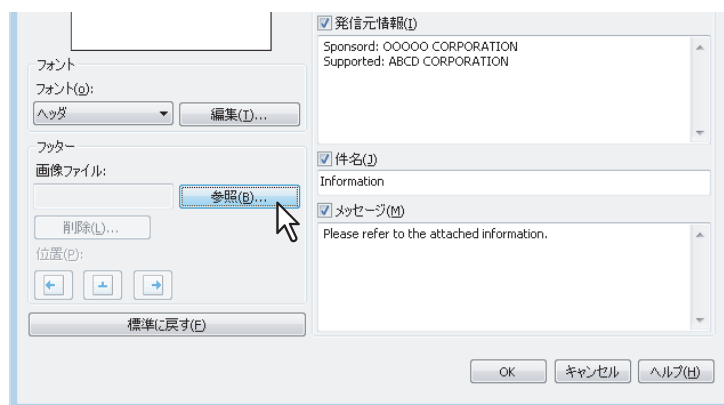 フォント
フォント(o):
ヘッダ
編集(T)...
フッター
画像ファイル:
参照(B)...
削除(L)...
位置(P):
標準に戻す(F)
発信元情報(I)
Sponsord: OOOOO CORPORATION
Supported: ABCD CORPORATION
件名(J)
Information
メッセージ(M)
Please refer to the attached information.
OK
キャンセル
ヘルプ(H)